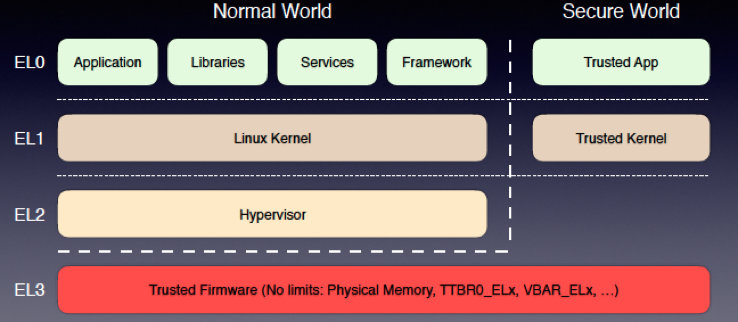 Normal World Secure World
EL0 Application Libraries Services Framework Trusted App
EL1 Linux Kernel Trusted Kernel
EL2 Hypervisor
EL3 Trusted Firmware (No limits: Physical Memory, TTBR0_ELx, VBAR_ELx, …)